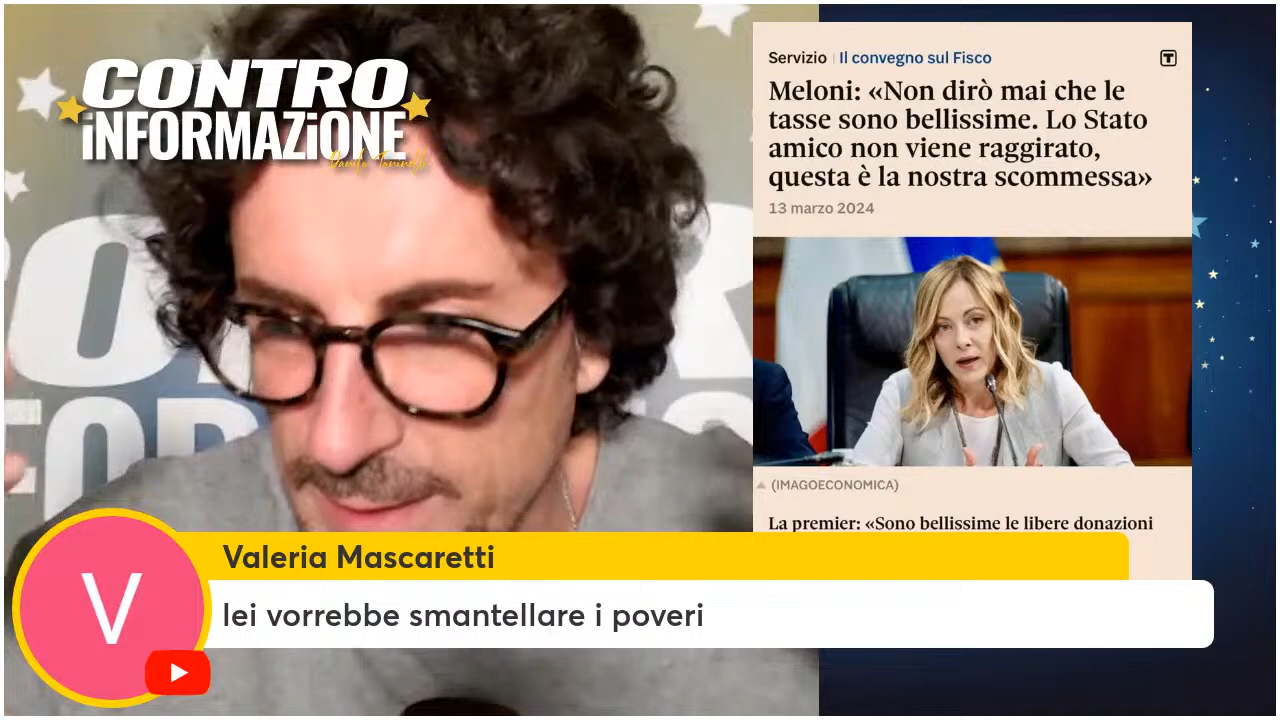 CONTRO
iNFORMAZiONE
Danilo Toninelli
Servizio | Il convegno sul Fisco
Meloni: «Non dirò mai che le
tasse sono bellissime. Lo Stato
amico non viene raggirato,
questa è la nostra scommessa»
13 marzo 2024
(IMAGOECONOMICA)
La premier: «Sono bellissime le libere donazioni
Valeria Mascaretti
V
lei vorrebbe smantellare i poveri